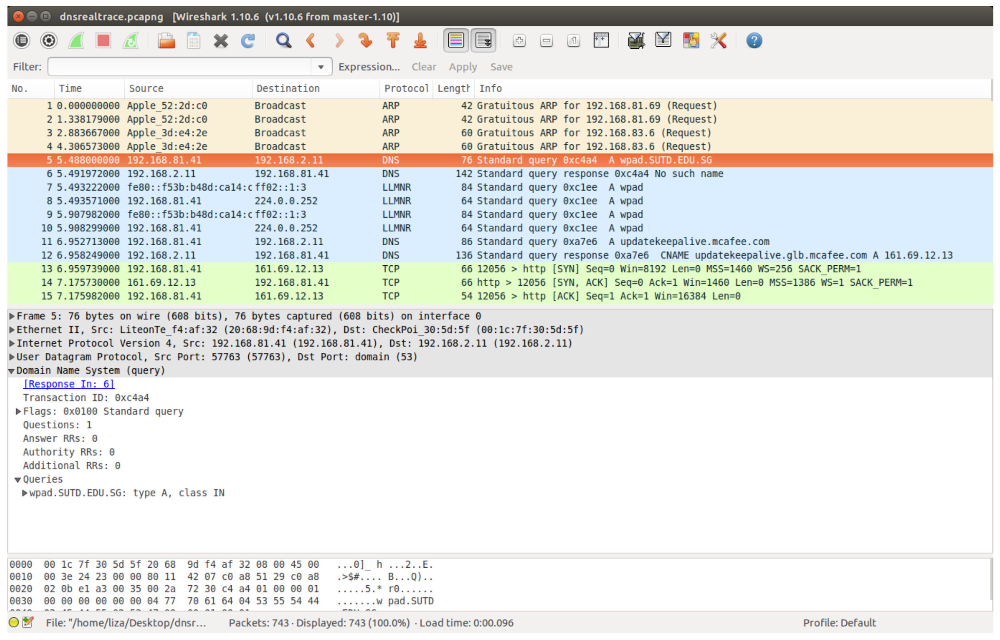 dnsrealtrace.pcapng [Wireshark 1.10.6 (v1.10.6 from master-1.10)]
Filter: Expression... Clear Apply Save
No. Time Source Destination Protocol Length Info
1 0.000000000 Apple_52:2d:c0 Broadcast ARP 42 Gratuitous ARP for 192.168.81.69 (Request)
2 1.338179000 Apple_52:2d:c0 Broadcast ARP 42 Gratuitous ARP for 192.168.81.69 (Request)
3 2.883667000 Apple_3d:e4:2e Broadcast ARP 60 Gratuitous ARP for 192.168.83.6 (Request)
4 4.306573000 Apple_3d:e4:2e Broadcast ARP 60 Gratuitous ARP for 192.168.83.6 (Request)
5 5.488000000 192.168.81.41 192.168.2.11 DNS 76 Standard query 0xc4a4 A wpad.SUTD.EDU.SG
6 5.491972000 192.168.2.11 192.168.81.41 DNS 142 Standard query response 0xc4a4 No such name
7 5.493222000 fe80::f53b:b48d:ca14:c ff02::1:3 LLMNR 84 Standard query 0xc1ee A wpad
8 5.493571000 192.168.81.41 224.0.0.252 LLMNR 64 Standard query 0xc1ee A wpad
9 5.907982000 fe80::f53b:b48d:ca14:c ff02::1:3 LLMNR 84 Standard query 0xc1ee A wpad
10 5.908299000 192.168.81.41 224.0.0.252 LLMNR 64 Standard query 0xc1ee A wpad
11 6.952713000 192.168.81.41 192.168.2.11 DNS 86 Standard query 0xa7e6 A updatekeepalive.mcafee.com
12 6.958249000 192.168.2.11 192.168.81.41 DNS 136 Standard query response 0xa7e6 CNAME updatekeepalive.glb.mcafee.com A 161.69.12.13
13 6.959739000 192.168.81.41 161.69.12.13 TCP 66 12056 > http [SYN] Seq=0 Win=8192 Len=0 MSS=1460 WS=256 SACK_PERM=1
14 7.175730000 161.69.12.13 192.168.81.41 TCP 66 http > 12056 [SYN, ACK] Seq=0 Ack=1 Win=1460 Len=0 MSS=1386 WS=1 SACK_PERM=1
15 7.175982000 192.168.81.41 161.69.12.13 TCP 54 12056 > http [ACK] Seq=1 Ack=1 Win=16384 Len=0
Frame 5: 76 bytes on wire (608 bits), 76 bytes captured (608 bits) on interface 0
Ethernet II, Src: LiteonTe_f4:af:32 (20:68:9d:f4:af:32), Dst: CheckPoi_30:5d:5f (00:1c:7f:30:5d:5f)
Internet Protocol Version 4, Src: 192.168.81.41 (192.168.81.41), Dst: 192.168.2.11 (192.168.2.11)
User Datagram Protocol, Src Port: 57763 (57763), Dst Port: domain (53)
Domain Name System (query)
[Response In: 6]
Transaction ID: 0xc4a4
Flags: 0x0100 Standard query
Questions: 1
Answer RRs: 0
Authority RRs: 0
Additional RRs: 0
Queries
wpad.SUTD.EDU.SG: type A, class IN
0000 00 1c 7f 30 5d 5f 20 68 9d f4 af 32 08 00 45 00 ...0]_ h ...2..E.
0010 00 3e 24 23 00 00 80 11 42 07 c0 a8 51 29 c0 a8 .>$#.... B...Q)..
0020 02 0b e1 a3 00 35 00 2a 72 30 c4 a4 01 00 00 01 .....5.* r0......
0030 00 00 00 00 00 00 04 77 70 61 64 04 53 55 54 44 .......w pad.SUTD
File: "/home/liza/Desktop/dnsr... Packets: 743 · Displayed: 743 (100.0%) · Load time: 0:00.096 Profile: Default